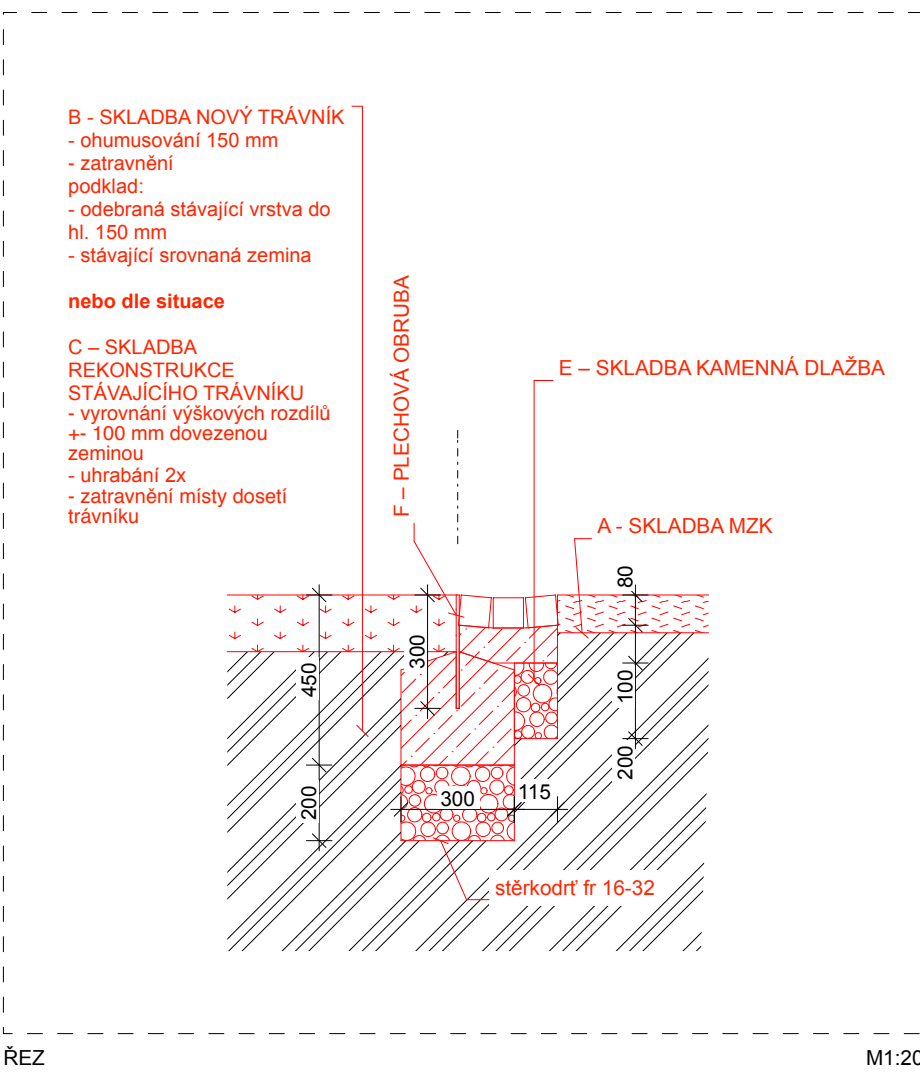 B - SKLADBA NOVÝ TRÁVNÍK
- ohumusování 150 mm
- zatravnění
podklad:
- odebraná stávající vrstva do
hl. 150 mm
- stávající srovnaná zemina
nebo dle situace
C – SKLADBA
REKONSTRUKCE
STÁVAJÍCÍHO TRÁVNÍKU
- vyrovnání výškových rozdílů
+- 100 mm dovezenou
zeminou
- uhrabání 2x
- zatravnění místy dosetí
trávníku
F – PLECHOVÁ OBRUBA
E – SKLADBA KAMENNÁ DLAŽBA
A - SKLADBA MZK
80
300
450
100
200
200
300
115
stěrkodrť fr 16-32
ŘEZ
M1:20